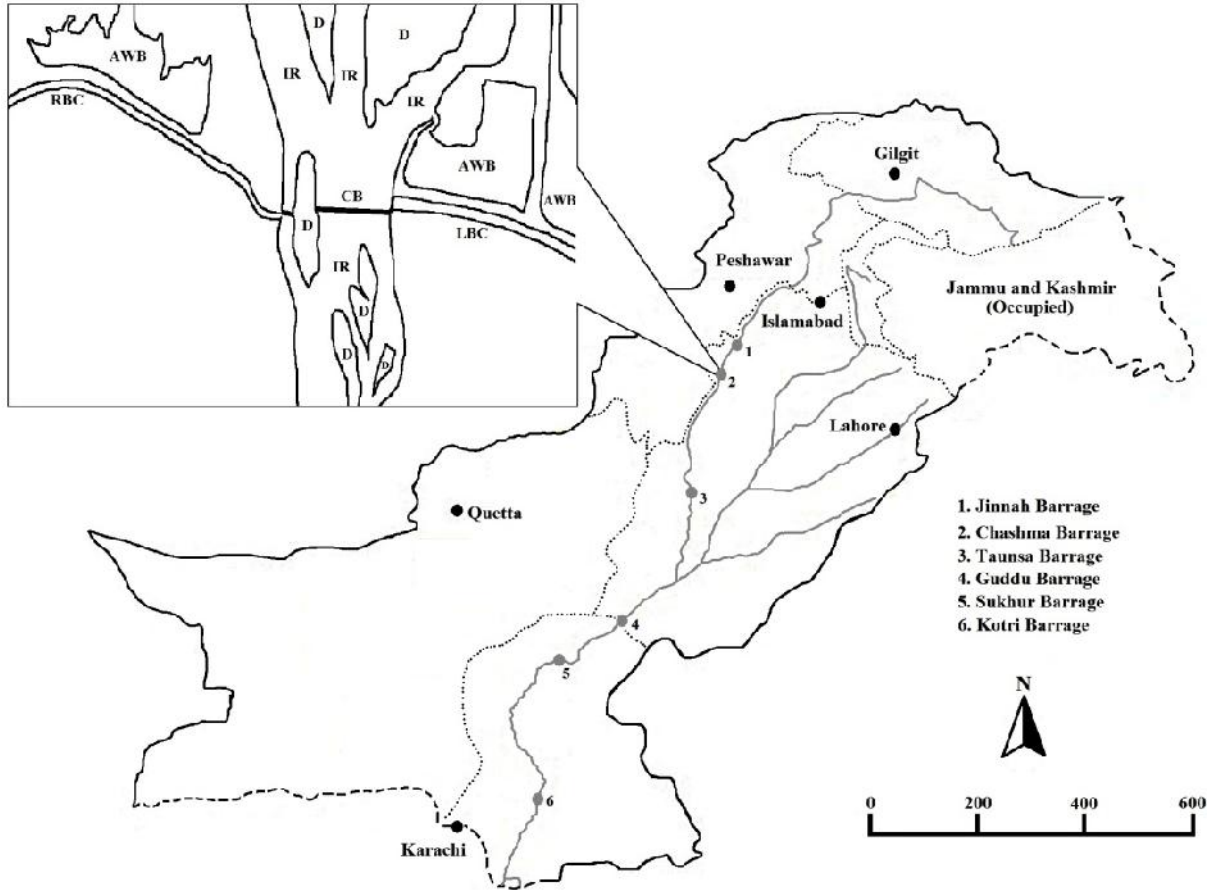 D
D
AWB
IR
IR
IR
RBC
AWB
CB
AWB
D
LBC
IR
D
D
D
Gilgit
Peshawar
Jammu and Kashmir
(Occupied)
Islamabad
1
2
Lahore
3
Quetta
1. Jinnah Barrage
2. Chashma Barrage
3. Taunsa Barrage
4. Guddu Barrage
5. Sukhur Barrage
6. Kotri Barrage
4
5
N
6
Karachi
0 200 400 600